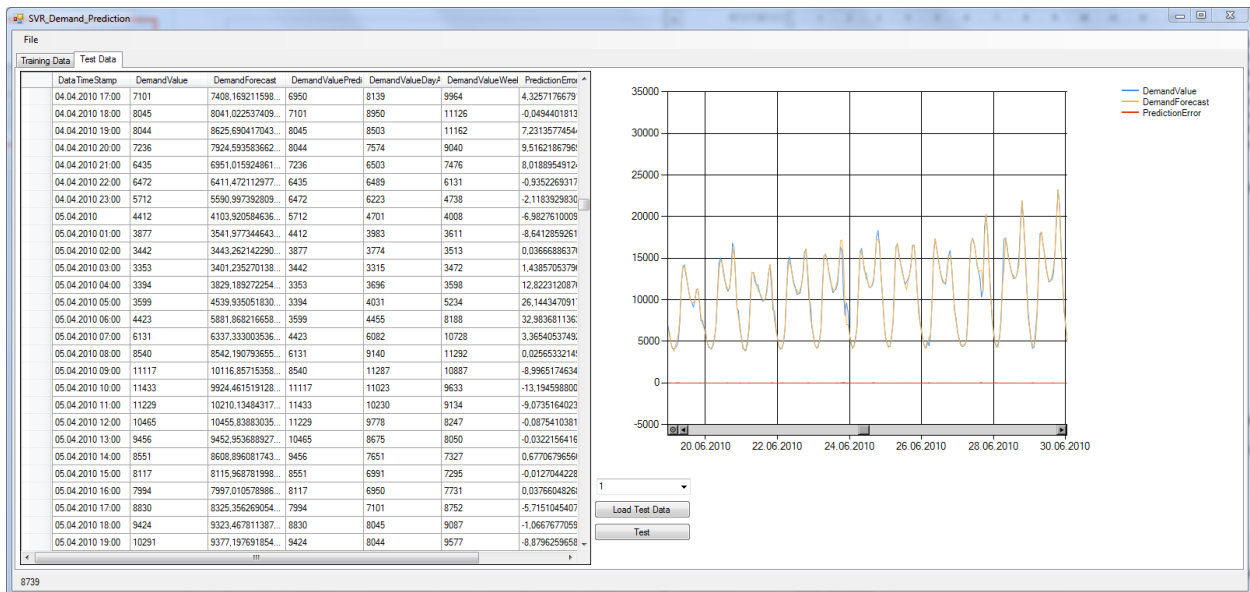 SVR_Demand_Prediction
File
Training Data Test Data
DataTimeStamp DemandValue DemandForecast DemandValuePredi DemandValueDayA DemandValueWeel PredictionError
04.04.2010 17:00 7101 7408,169211598... 6950 8139 9964 4,3257176679
04.04.2010 18:00 8045 8041,022537409... 7101 8950 11126 -0,0494401813
04.04.2010 19:00 8044 8625,690417043... 8045 8503 11162 7,2313577454
04.04.2010 20:00 7236 7924,593583662... 8044 7574 9040 9,5162186796
04.04.2010 21:00 6435 6951,015924861... 7236 6503 7476 8,0189549124
04.04.2010 22:00 6472 6411,472112977... 6435 6489 6131 -0,9352269317
04.04.2010 23:00 5712 5590,997392809... 6472 6223 4738 -2,1183929830
05.04.2010 4412 4103,920584636... 5712 4701 4008 -6,9827610009
05.04.2010 01:00 3877 3541,977344643... 4412 3983 3611 -8,6412859261
05.04.2010 02:00 3442 3443,262142290... 3877 3774 3513 0,0366688637
05.04.2010 03:00 3353 3401,235270138... 3442 3315 3472 1,4385705379
05.04.2010 04:00 3394 3829,189272254... 3353 3696 3598 12,822312087
05.04.2010 05:00 3599 4539,935051830... 3394 4031 5234 26,144347091
05.04.2010 06:00 4423 5881,868216658... 3599 4455 8188 32,983681136
05.04.2010 07:00 6131 6337,333003536... 4423 6082 10728 3,3654053749
05.04.2010 08:00 8540 8542,190793655... 6131 9140 11292 0,0256533214
05.04.2010 09:00 11117 10116,85715358... 8540 11287 10887 -8,9965174634
05.04.2010 10:00 11433 9924,461519128... 11117 11023 9633 -13,194598800
05.04.2010 11:00 11229 10210,13484317... 11433 10230 9134 -9,0735164023
05.04.2010 12:00 10465 10455,83883035... 11229 9778 8247 -0,0875410381
05.04.2010 13:00 9456 9452,953688927... 10465 8675 8050 -0,0322156416
05.04.2010 14:00 8551 8608,896081743... 9456 7651 7327 0,6770679656
05.04.2010 15:00 8117 8115,968781998... 8551 6991 7295 -0,0127044228
05.04.2010 16:00 7994 7997,010578986... 8117 6950 7731 0,0376604826
05.04.2010 17:00 8830 8325,356269054... 7994 7101 8752 -5,7151045407
05.04.2010 18:00 9424 9323,467811387... 8830 8045 9087 -1,0667677059
05.04.2010 19:00 10291 9377,197691854... 9424 8044 9577 -8,8796259658
35000
30000
25000
20000
15000
10000
5000
0
-5000
20.06.2010 22.06.2010 24.06.2010 26.06.2010 28.06.2010 30.06.2010
DemandValue
DemandForecast
PredictionError
1
Load Test Data
Test
8739